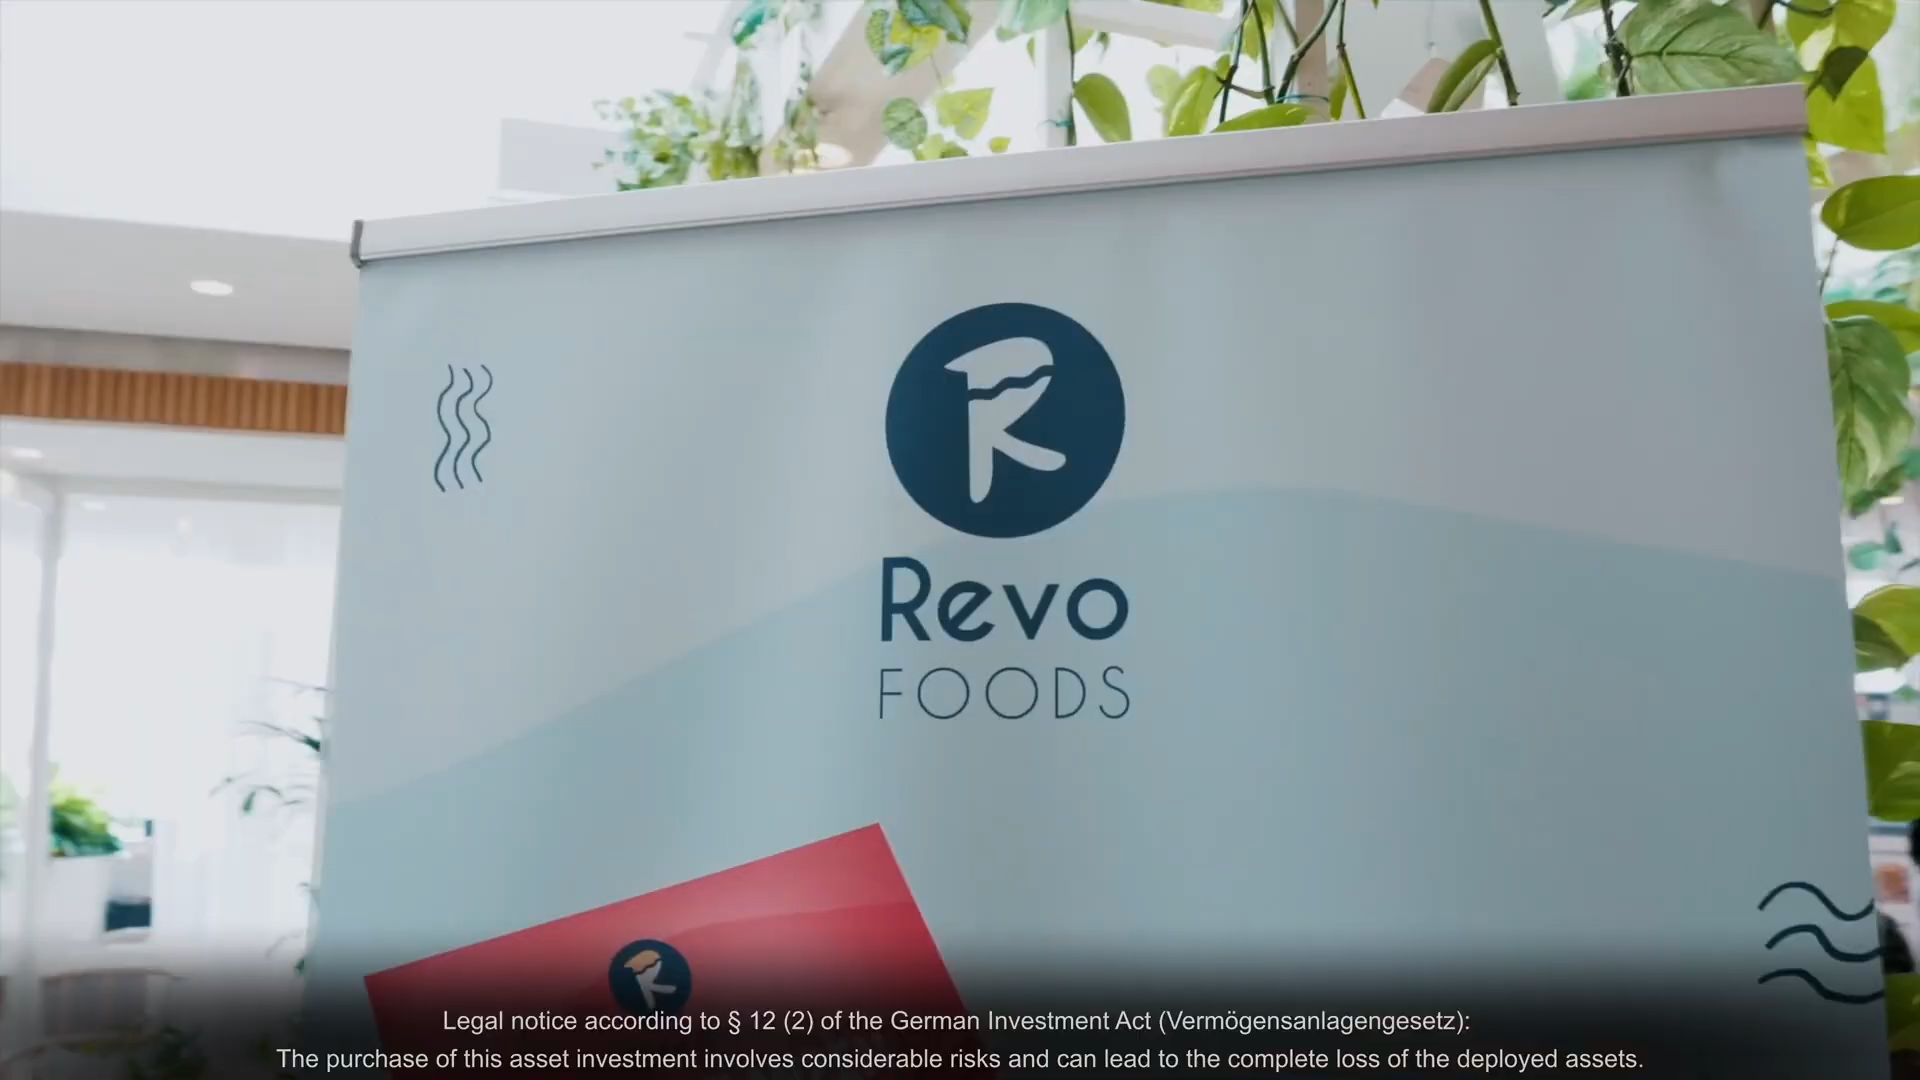 R
Revo
FOODS
R
Legal notice according to § 12 (2) of the German Investment Act (Vermögensanlagengesetz):
The purchase of this asset investment involves considerable risks and can lead to the complete loss of the deployed assets.